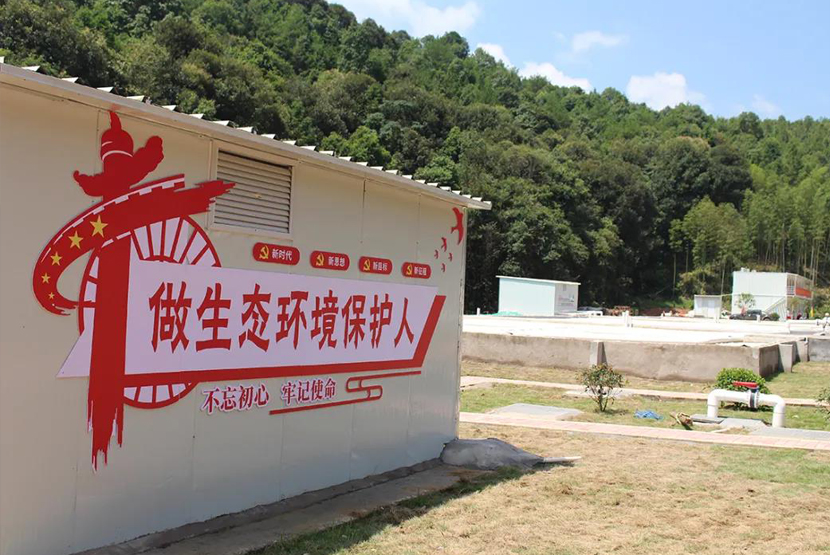 新时代 新思想 新目标 新征程
做生态环境保护人
不忘初心 牢记使命